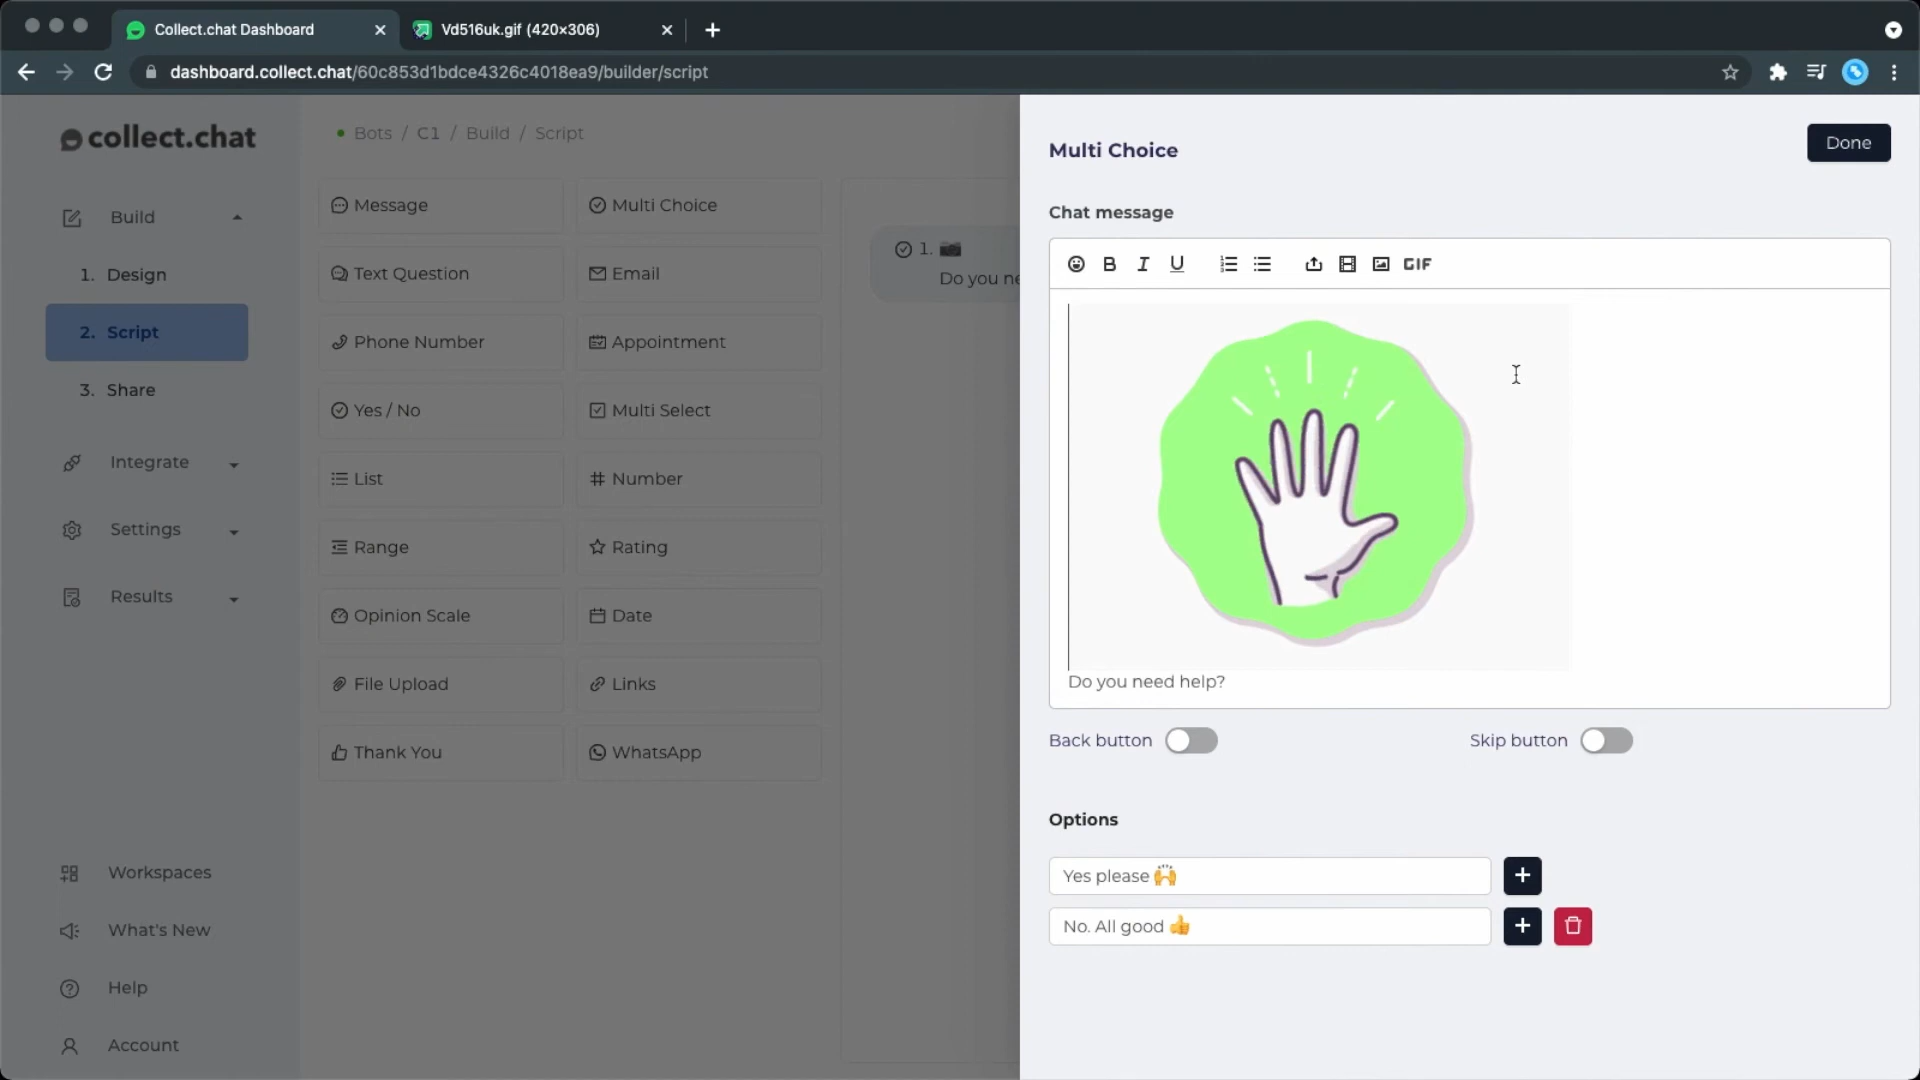 Collect.chat Dashboard
Vd516uk.gif (420×306)
dashboard.collect.chat/60c853d1bdce4326c4018ea9/builder/script
collect.chat
Bots / C1 / Build / Script
Build
1. Design
2. Script
3. Share
Integrate
Settings
Results
Workspaces
What's New
Help
Account
Message
Multi Choice
Text Question
Email
Phone Number
Appointment
Yes / No
Multi Select
List
Number
Range
Rating
Opinion Scale
Date
File Upload
Links
Thank You
WhatsApp
1. 📷
Do you ne
Multi Choice
Done
Chat message
B I U GIF
Do you need help?
Back button
Skip button
Options
Yes please 🙌
No. All good 👍